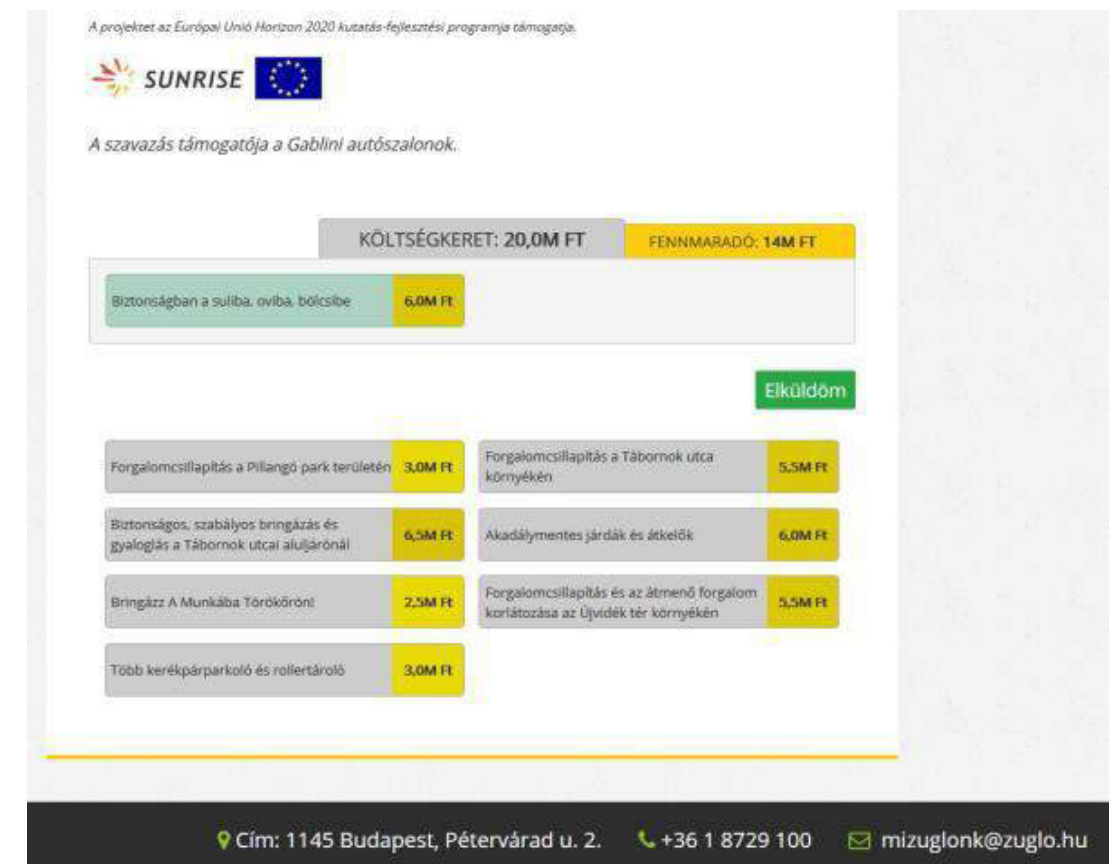 A projektet az Európai Unió Horizon 2020 kutatás-fejlesztési programja támogatja.
SUNRISE
A szavazás támogatója a Gablini autószalonok.
KÖLTSÉGKERET: 20,0M FT
FENNMARADÓ: 14M FT
Biztonságban a suliba, oviba, bölcsibe
6,0M Ft
Elküldöm
Forgalomcsillapítás a Pillangó park területén
3,0M Ft
Forgalomcsillapítás a Tábornok utca
környékén
5,5M Ft
Biztonságos, szabályos bringázás és
gyaloglás a Tábornok utcai aluljárónál
6,5M Ft
Akadálymentes járdák és átkelők
6,0M Ft
Bringázz A Munkába Törökőrön!
2,5M Ft
Forgalomcsillapítás és az átmenő forgalom
korlátozása az Újvidék tér környékén
5,5M Ft
Több kerékpárparkoló és rollertároló
3,0M Ft
Cím: 1145 Budapest, Pétervárad u. 2.
+36 1 8729 100
mizuglonk@zuglo.hu